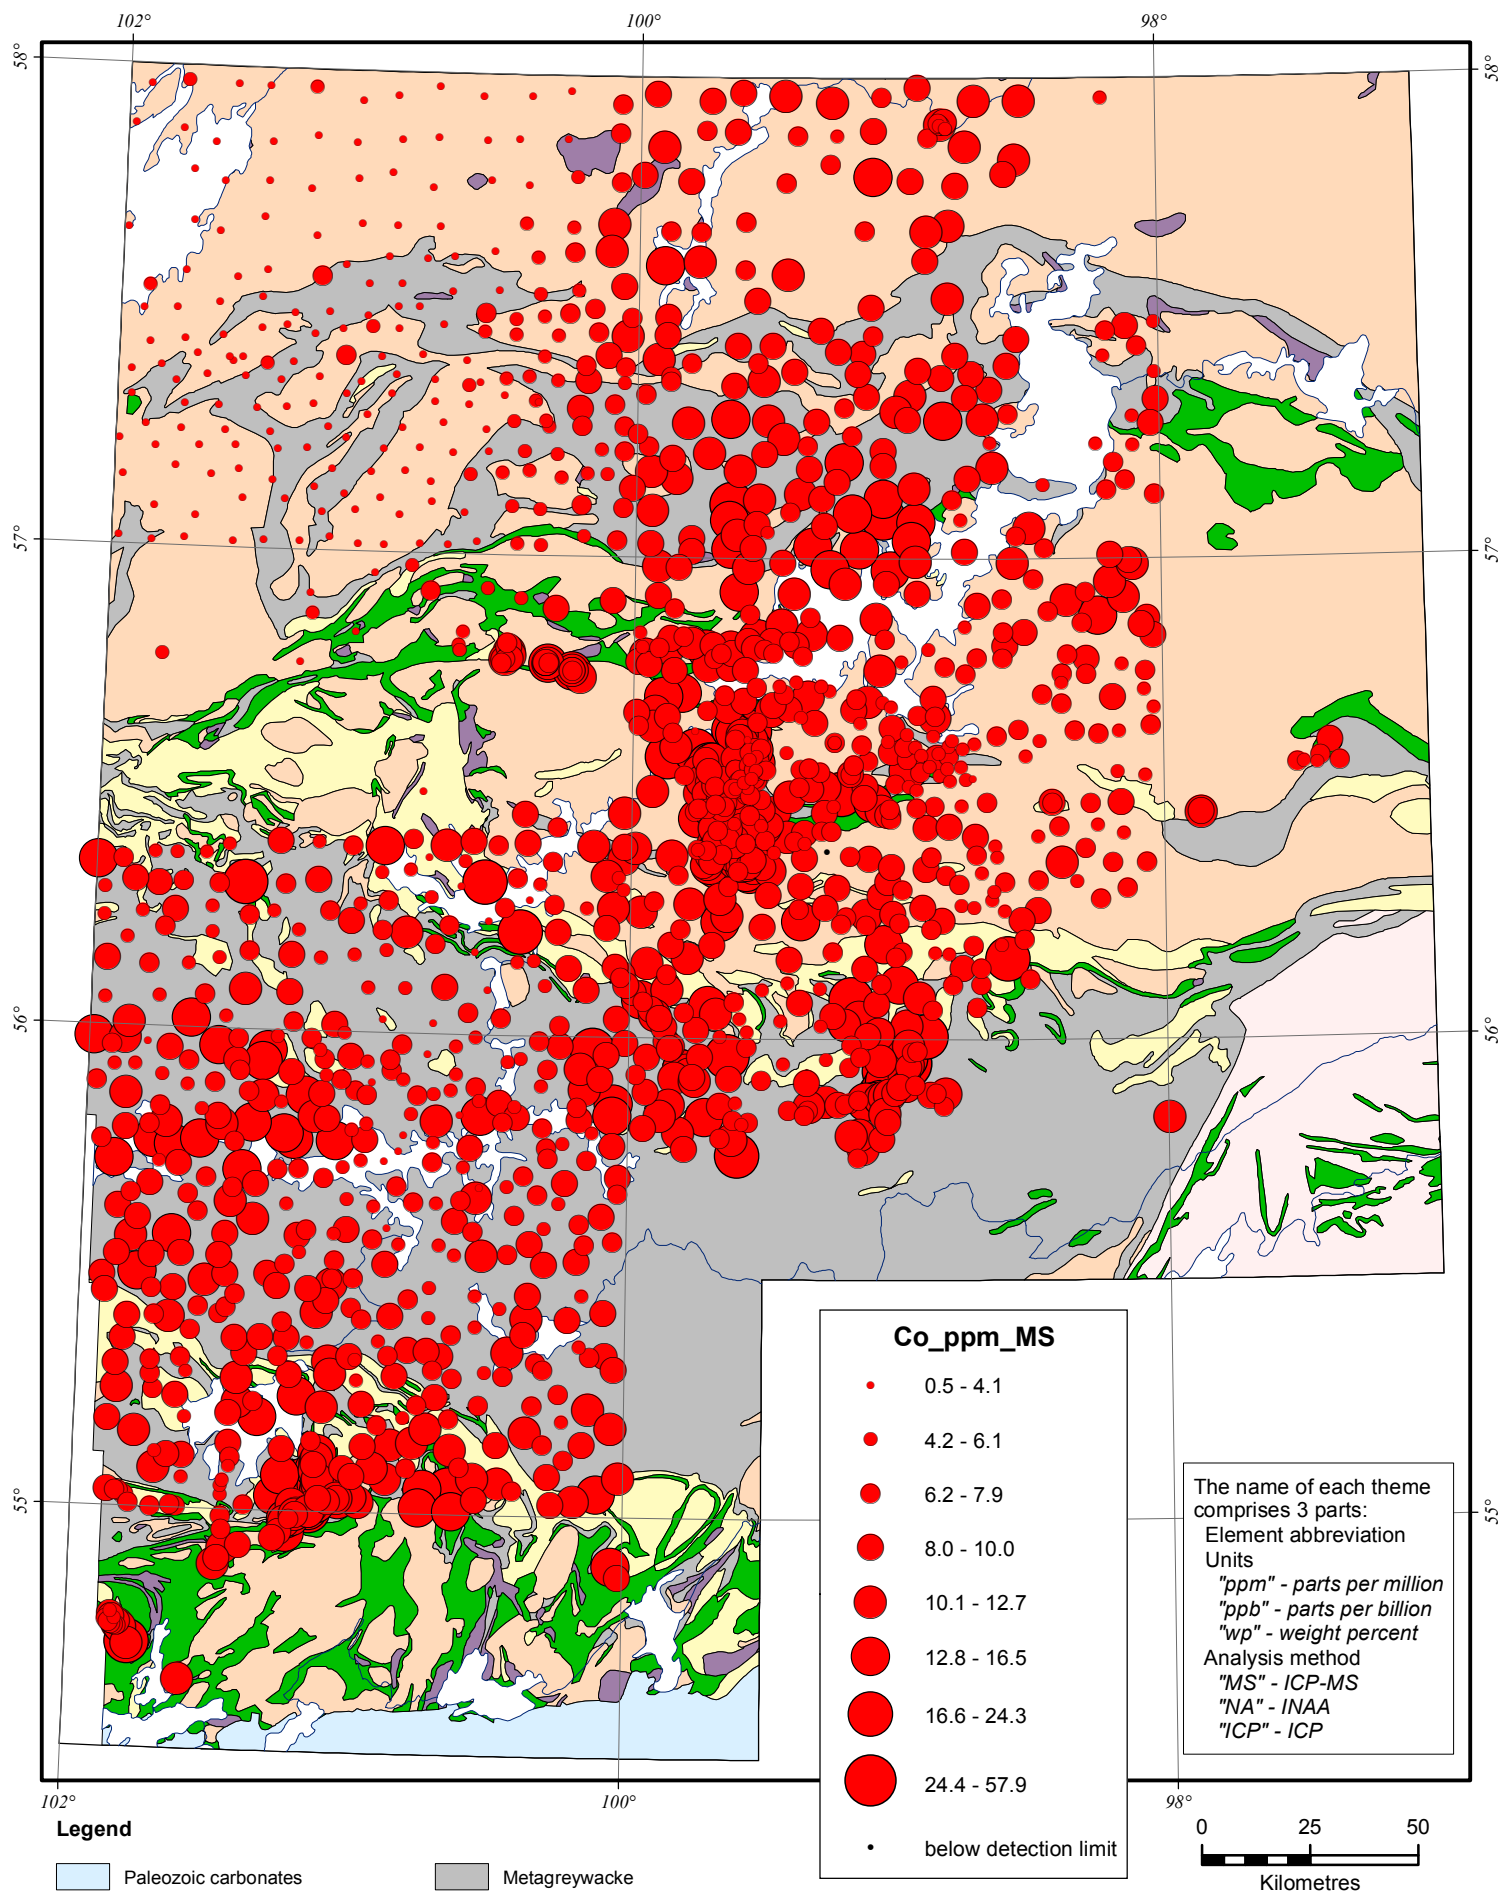 102°
100°
98°
58°
58°
57°
57°
56°
56°
55°
55°
Co_ppm_MS
0.5 - 4.1
4.2 - 6.1
6.2 - 7.9
8.0 - 10.0
10.1 - 12.7
12.8 - 16.5
16.6 - 24.3
24.4 - 57.9
below detection limit
The name of each theme
comprises 3 parts:
Element abbreviation
Units
"ppm" - parts per million
"ppb" - parts per billion
"wp" - weight percent
Analysis method
"MS" - ICP-MS
"NA" - INAA
"ICP" - ICP
102°
100°
98°
Legend
Paleozoic carbonates
Metagreywacke
0 25 50
Kilometres